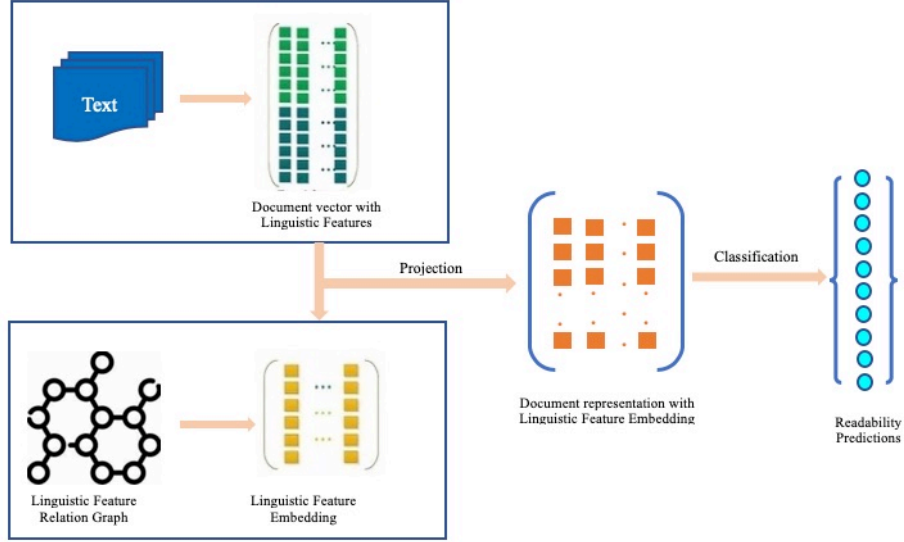 Text
Document vector with
Linguistic Features
Projection
Classification
Linguistic Feature
Relation Graph
Linguistic Feature
Embedding
Document representation with
Linguistic Feature Embedding
Readability
Predictions